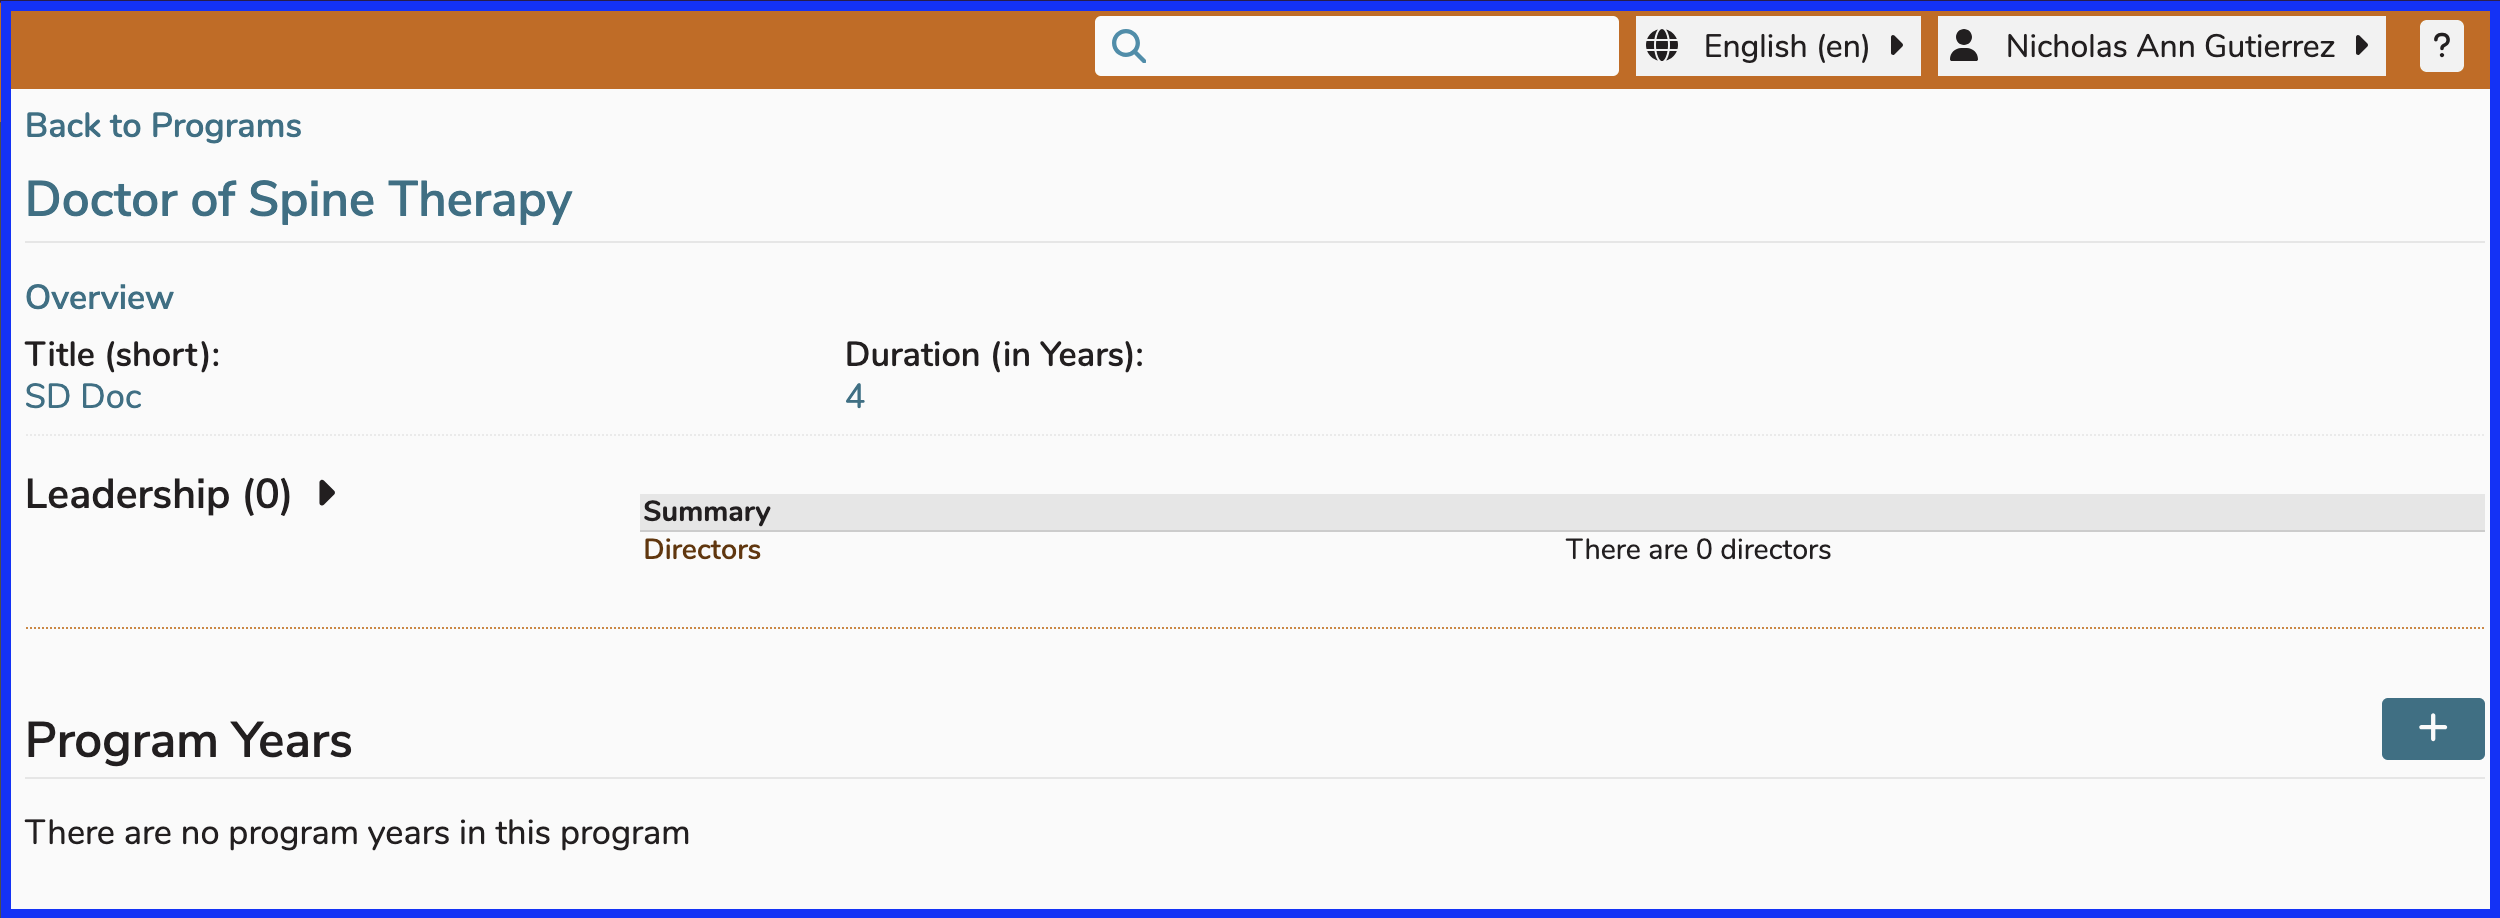 English (en)
Nicholas Ann Gutierrez
?
Back to Programs
Doctor of Spine Therapy
Overview
Title (short):
Duration (in Years):
SD Doc
4
Leadership (0)
Summary
Directors
There are 0 directors
Program Years
+
There are no program years in this program